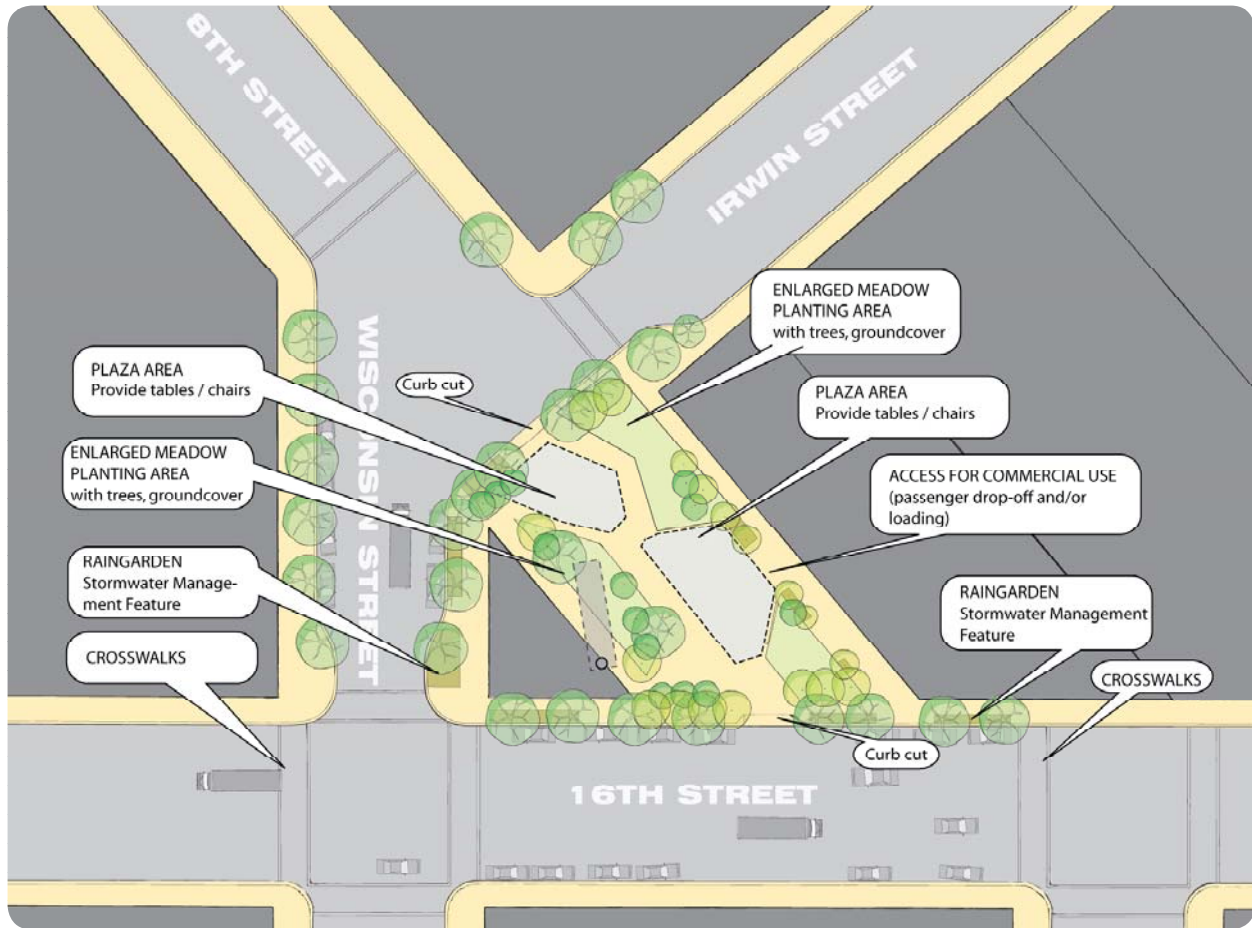 8TH STREET
IRWIN STREET
WISCONSIN STREET
16TH STREET
PLAZA AREA
Provide tables / chairs
ENLARGED MEADOW
PLANTING AREA
with trees, groundcover
RAINGARDEN
Stormwater Manage-
ment Feature
CROSSWALKS
Curb cut
ENLARGED MEADOW
PLANTING AREA
with trees, groundcover
PLAZA AREA
Provide tables / chairs
ACCESS FOR COMMERCIAL USE
(passenger drop-off and/or
loading)
RAINGARDEN
Stormwater Management
Feature
CROSSWALKS
Curb cut